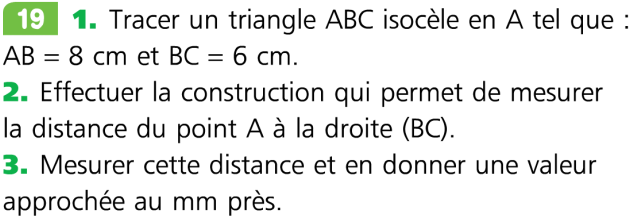 19 1. Tracer un triangle ABC isocèle en A tel que :
AB = 8 cm et BC = 6 cm.
2. Effectuer la construction qui permet de mesurer
la distance du point A à la droite (BC).
3. Mesurer cette distance et en donner une valeur
approchée au mm près.